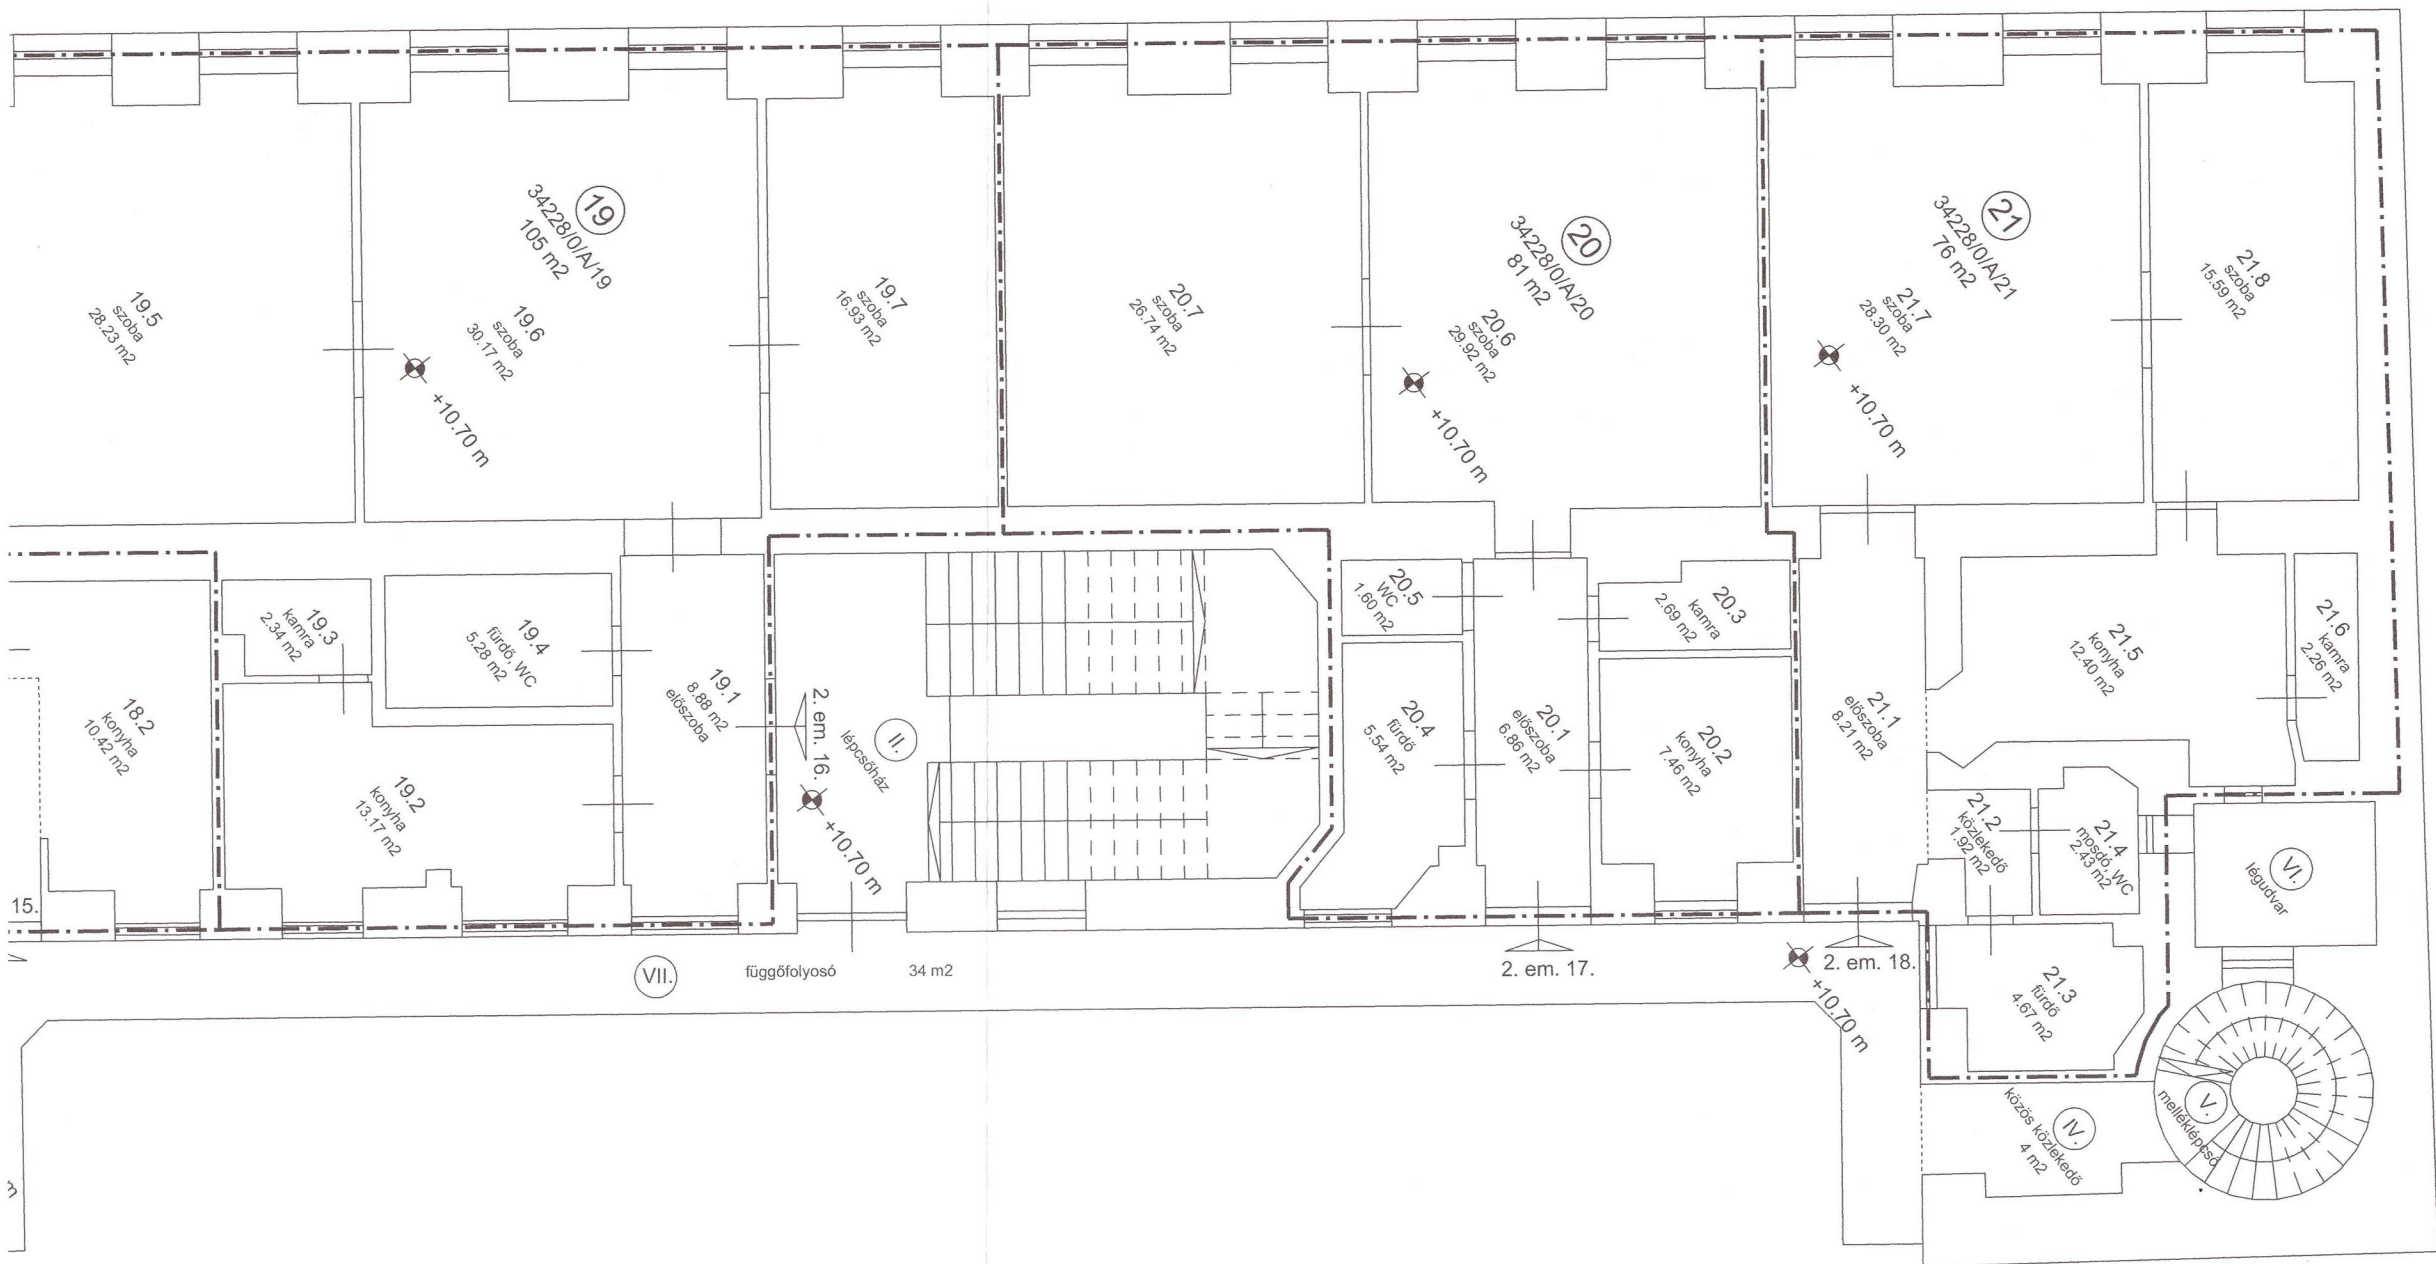 19
34228/0/A/19
105 m2
19.5
szoba
28.23 m2
19.6
szoba
30.17 m2
+10.70 m
19.7
szoba
16.93 m2
20.7
szoba
26.74 m2
20
34228/0/A/20
81 m2
20.6
szoba
29.92 m2
+10.70 m
21
34228/0/A/21
76 m2
21.7
szoba
28.30 m2
+10.70 m
21.8
szoba
15.59 m2
18.2
konyha
10.42 m2
19.3
kamra
2.34 m2
19.4
fürdő, WC
5.28 m2
19.2
konyha
13.17 m2
19.1
8.88 m2
előszoba
2. em. 16.
II.
lépcsőház
+10.70 m
20.5
WC
1.60 m2
20.4
fürdő
5.54 m2
20.1
előszoba
6.86 m2
20.3
kamra
2.69 m2
20.2
konyha
7.46 m2
21.1
előszoba
8.21 m2
21.5
konyha
12.40 m2
21.6
kamra
2.26 m2
21.2
közlekedő
1.92 m2
21.4
mosdó, WC
2.43 m2
VI.
légudvar
15.
VII.
függőfolyosó 34 m2
2. em. 17.
2. em. 18.
+10.70 m
21.3
fürdő
4.67 m2
IV.
közös közlekedő
4 m2
V.
melléklépcső